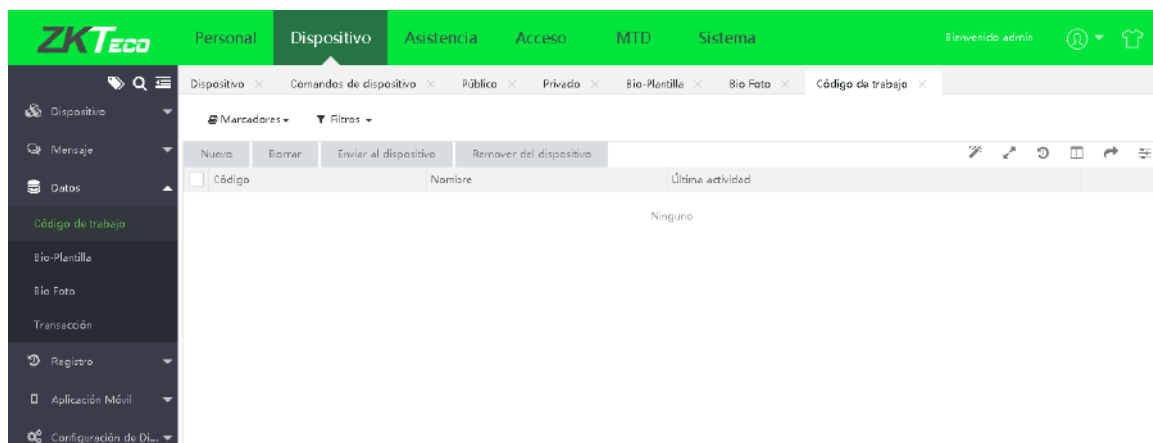 ZKTECO
Personal Dispositivo Asistencia Acceso MTD Sistema Bienvenido admin
Dispositivo Comandos de dispositivo Público Privado Bio-Plantilla Bio Foto Código de trabajo
Dispositivo
Marcadores Filtros
Mensaje
Nuevo Borrar Enviar al dispositivo Remover del dispositivo
Datos
Código Nombre Última actividad
Ninguno
Código de trabajo
Bio-Plantilla
Bio Foto
Transacción
Registro
Aplicación Móvil
Configuración de Di...